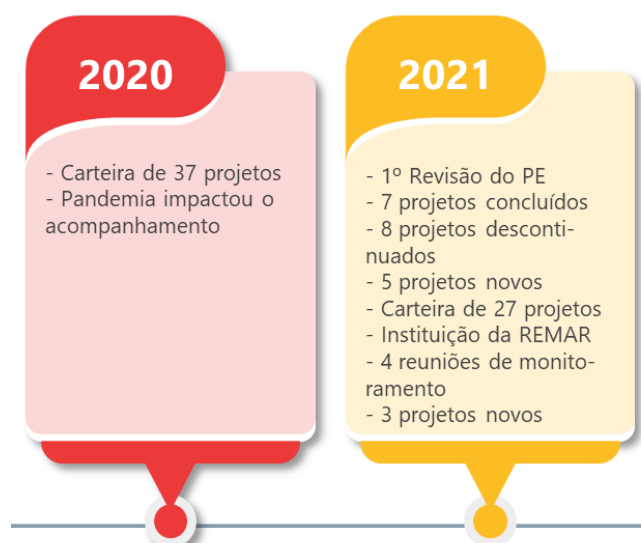 2020
- Carteira de 37 projetos
- Pandemia impactou o
acompanhamento
2021
- 1º Revisão do PE
- 7 projetos concluídos
- 8 projetos desconti-
nuados
- 5 projetos novos
- Carteira de 27 projetos
- Instituição da REMAR
- 4 reuniões de monito-
ramento
- 3 projetos novos